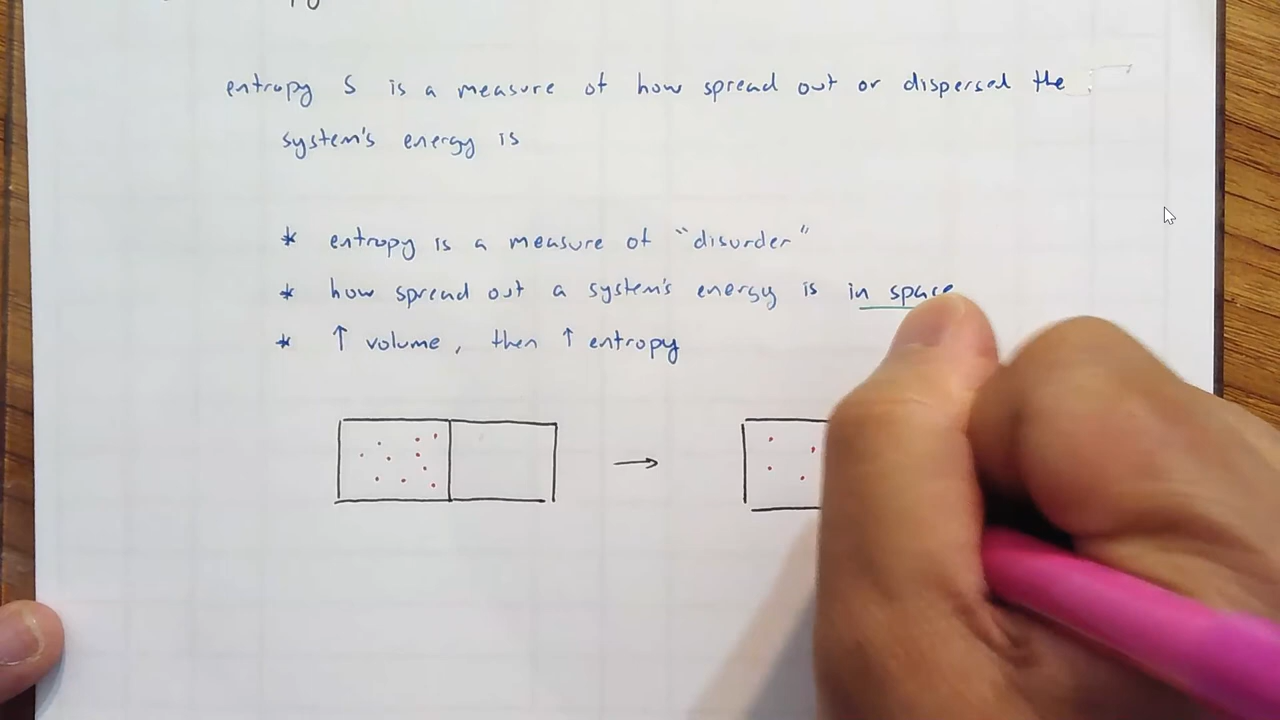 entropy S is a measure of how spread out or dispersed the
system's energy is
* entropy is a measure of "disorder"
* how spread out a system's energy is in space
* ↑ volume, then ↑ entropy